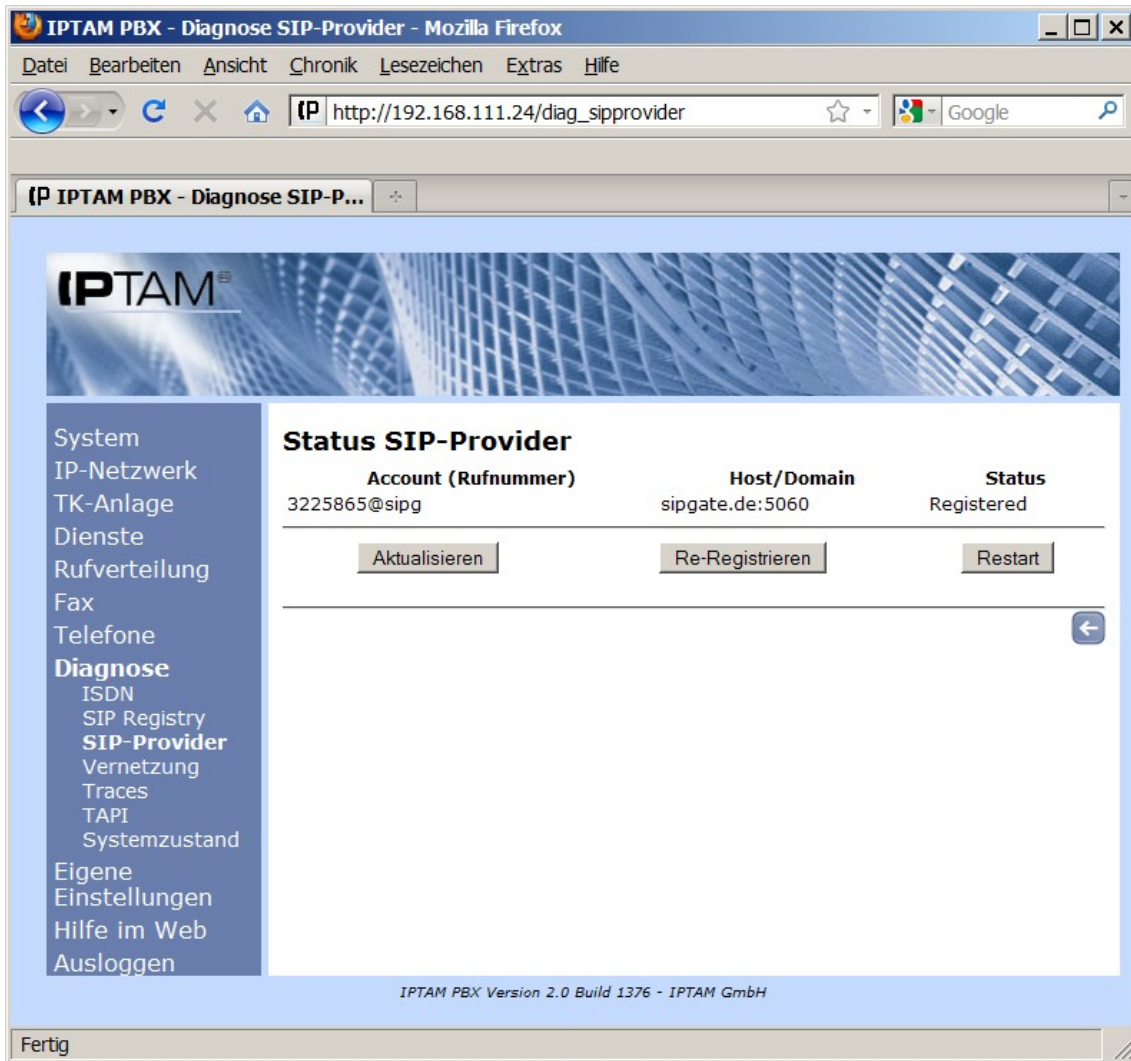 IPTAM PBX - Diagnose SIP-Provider - Mozilla Firefox
Datei Bearbeiten Ansicht Chronik Lesezeichen Extras Hilfe
http://192.168.111.24/diag_sipprovider Google
IPTAM PBX - Diagnose SIP-P...
IPTAM®
System
IP-Netzwerk
TK-Anlage
Dienste
Rufverteilung
Fax
Telefone
Diagnose
ISDN
SIP Registry
SIP-Provider
Vernetzung
Traces
TAPI
Systemzustand
Eigene
Einstellungen
Hilfe im Web
Ausloggen
Status SIP-Provider
Account (Rufnummer) Host/Domain Status
3225865@sipg sipgate.de:5060 Registered
Aktualisieren Re-Registrieren Restart
IPTAM PBX Version 2.0 Build 1376 - IPTAM GmbH
Fertig